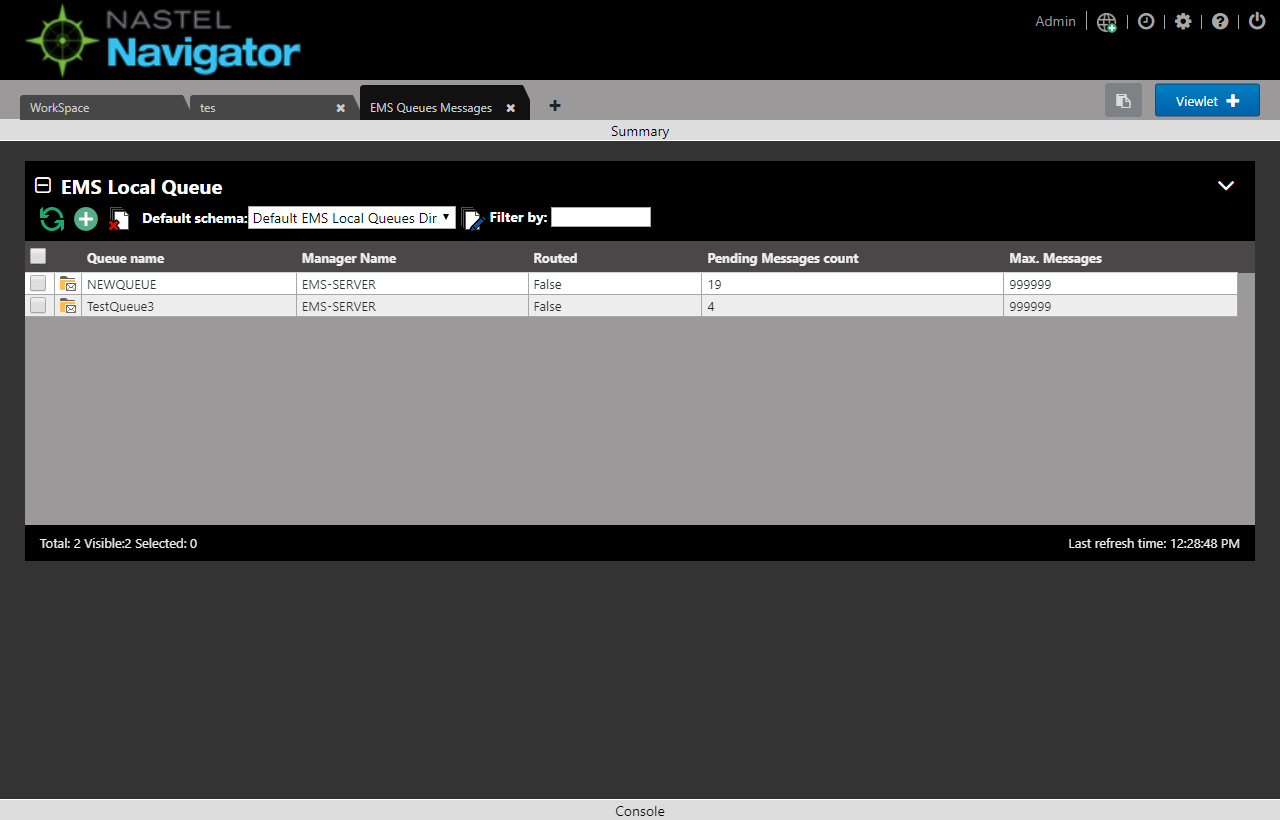 NASTEL
Navigator
Admin
WorkSpace
tes
EMS Queues Messages
Viewlet
Summary
EMS Local Queue
Default schema: Default EMS Local Queues Dir Filter by:
Queue name Manager Name Routed Pending Messages count Max. Messages
NEWQUEUE EMS-SERVER False 19 999999
TestQueue3 EMS-SERVER False 4 999999
Total: 2 Visible:2 Selected: 0 Last refresh time: 12:28:48 PM
Console